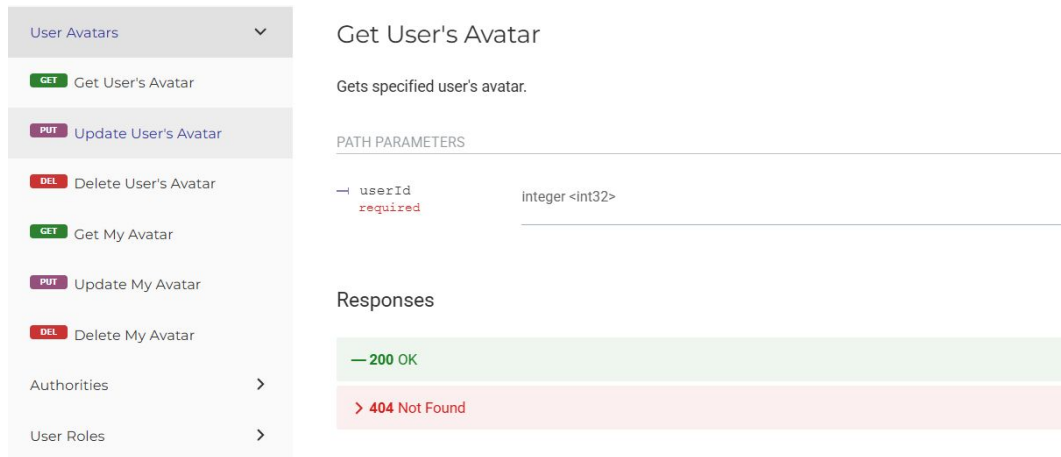 User Avatars
GET Get User's Avatar
PUT Update User's Avatar
DEL Delete User's Avatar
GET Get My Avatar
PUT Update My Avatar
DEL Delete My Avatar
Authorities
User Roles
Get User's Avatar
Gets specified user's avatar.
PATH PARAMETERS
userId integer <int32>
required
Responses
— 200 OK
404 Not Found